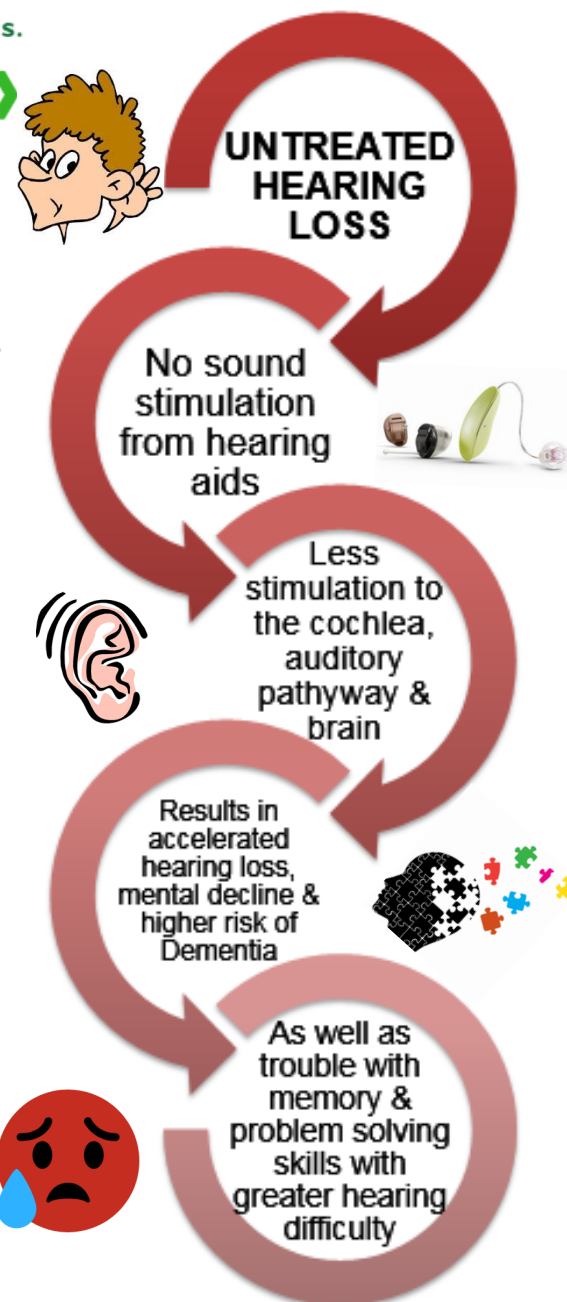 s.
UNTREATED
HEARING
LOSS
No sound
stimulation
from hearing
aids
Less
stimulation to
the cochlea,
auditory
pathyway &
brain
Results in
accelerated
hearing loss,
mental decline &
higher risk of
Dementia
As well as
trouble with
memory &
problem solving
skills with
greater hearing
difficulty